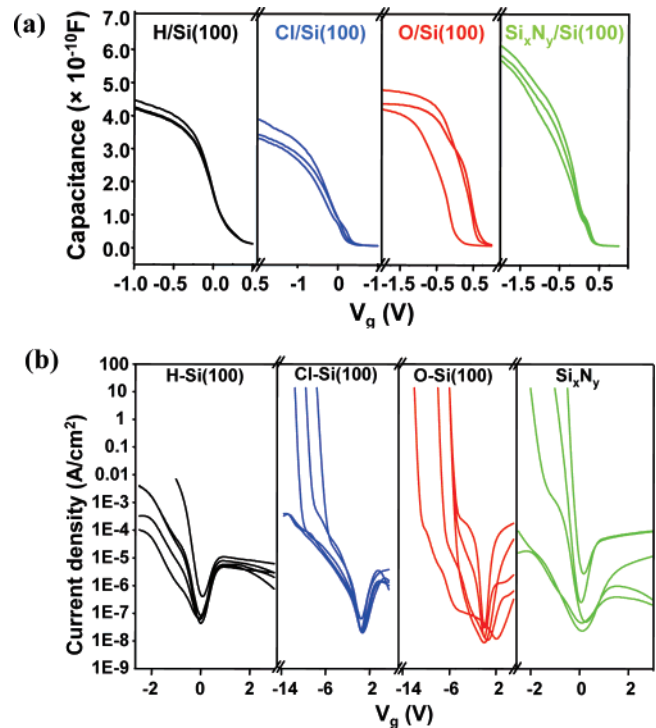 (a)
H/Si(100) Cl/Si(100) O/Si(100) SixNy/Si(100)
Capacitance (× 10-10F)
7.0
6.0
5.0
4.0
3.0
2.0
1.0
0.0
-1.0 -0.5 0.0 0.5 -1 0 -1.5 -0.5 0.5 -1.5 -0.5 0.5
Vg (V)
(b)
H-Si(100) Cl-Si(100) O-Si(100) SixNy
Current density (A/cm2)
100
10
1
0.1
0.01
1E-3
1E-4
1E-5
1E-6
1E-7
1E-8
1E-9
-2 0 2 -14 -6 2 -14 -6 2 -2 0 2
Vg (V)